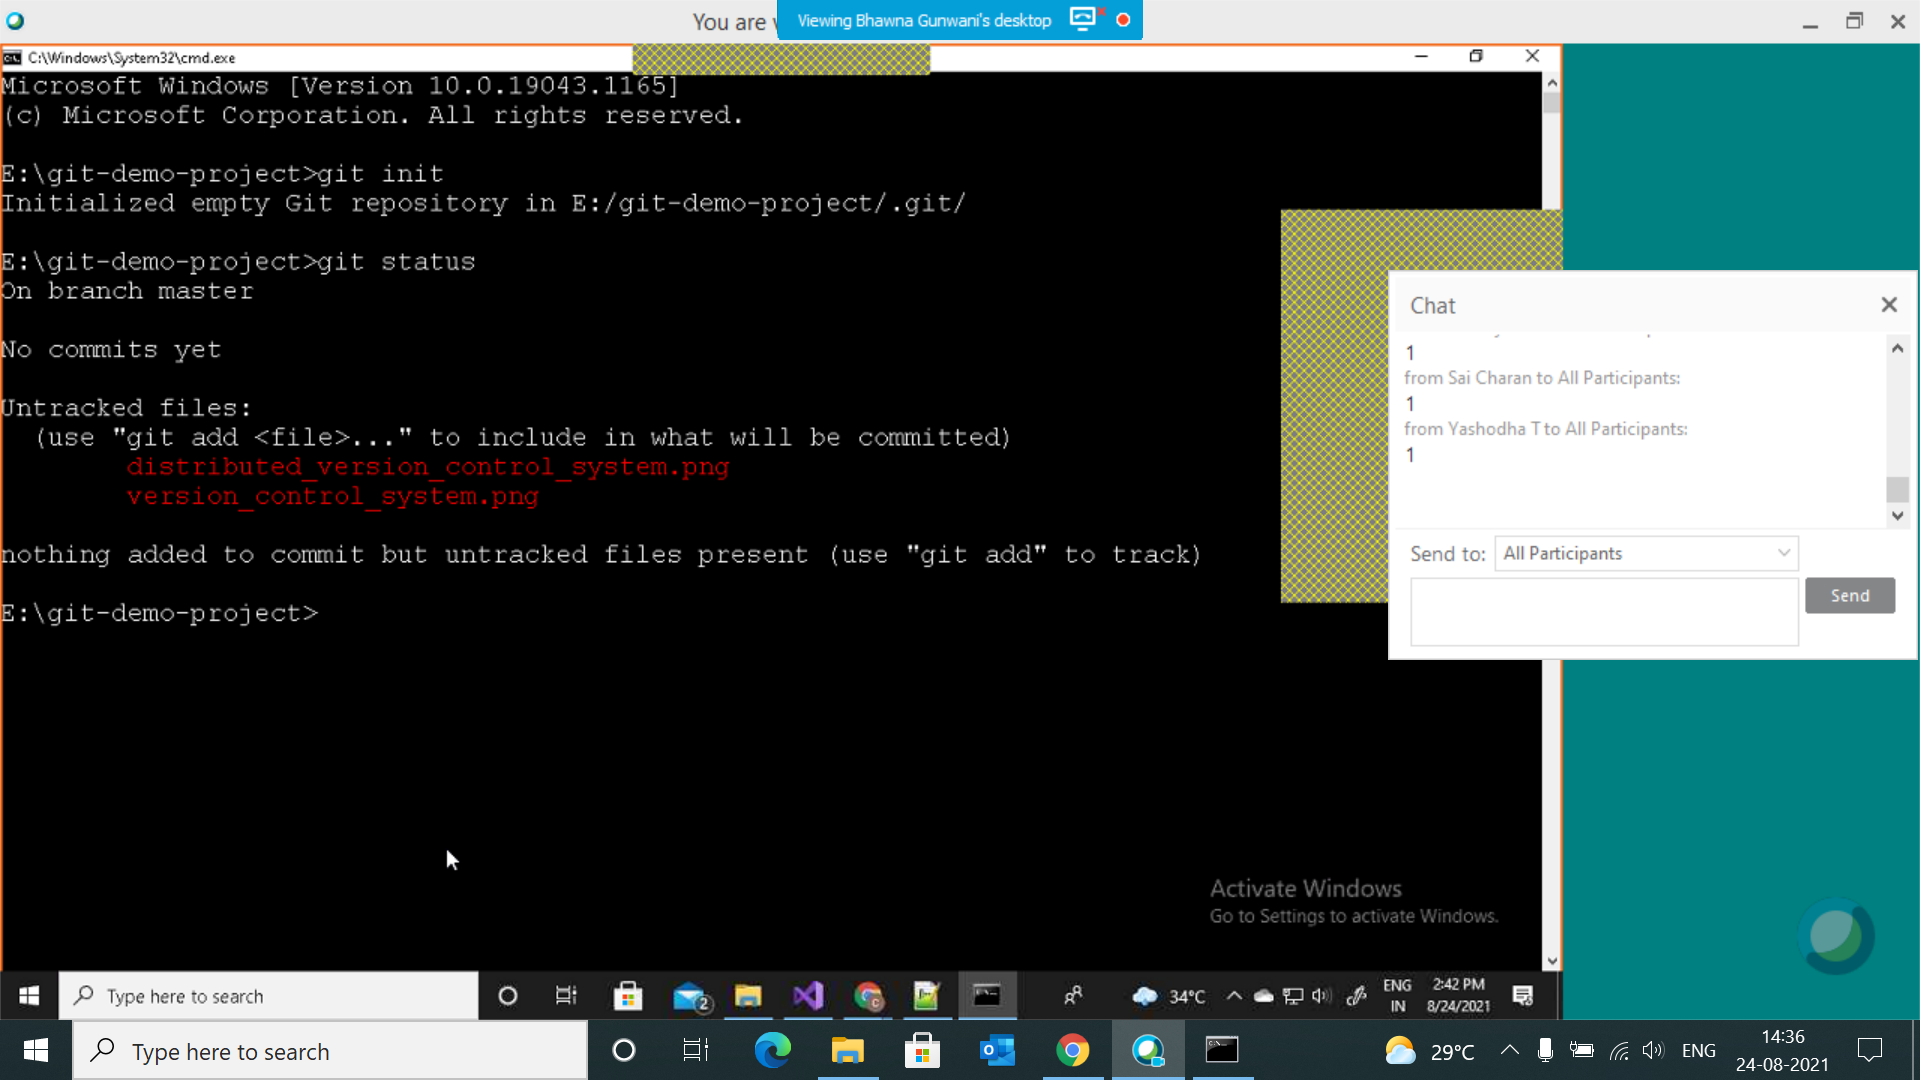 You are
Viewing Bhawna Gunwani's desktop
C:\Windows\System32\cmd.exe
Microsoft Windows [Version 10.0.19043.1165]
(c) Microsoft Corporation. All rights reserved.
E:\git-demo-project>git init
Initialized empty Git repository in E:/git-demo-project/.git/
E:\git-demo-project>git status
On branch master
No commits yet
Untracked files:
(use "git add <file>..." to include in what will be committed)
distributed_version_control_system.png
version_control_system.png
nothing added to commit but untracked files present (use "git add" to track)
E:\git-demo-project>
Chat
1
from Sai Charan to All Participants:
1
from Yashodha T to All Participants:
1
Send to: All Participants
Send
Activate Windows
Go to Settings to activate Windows.
Type here to search
2
C
34°C
ENG
IN
2:42 PM
8/24/2021
Type here to search
29°C
ENG
14:36
24-08-2021